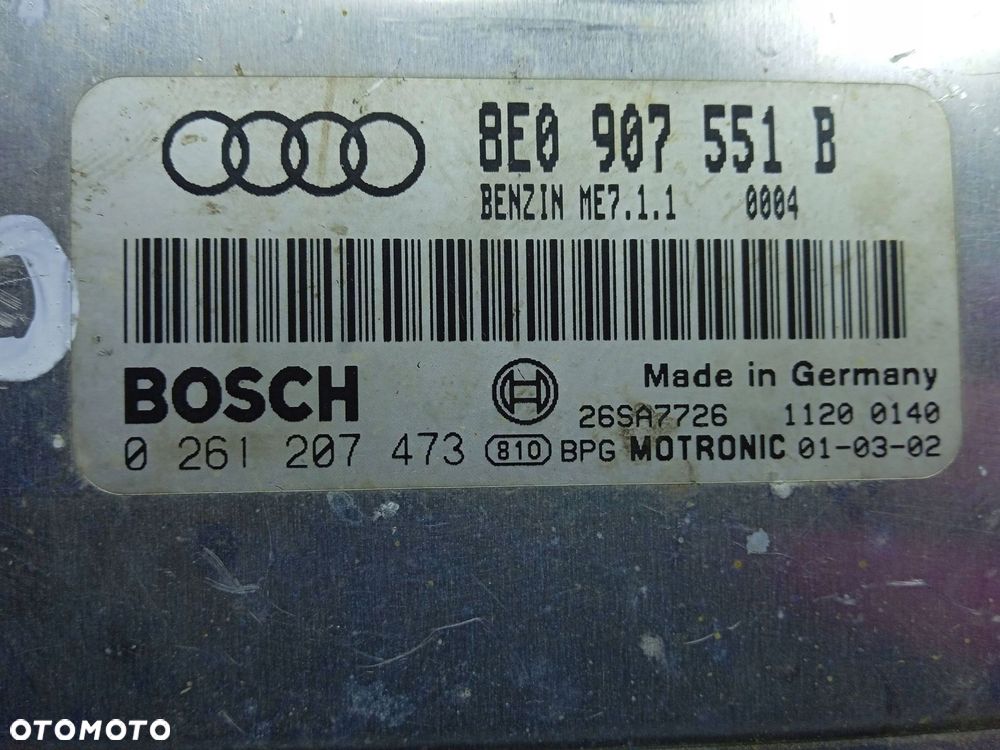 8E0 907 551 B
BENZIN ME7.1.1 0004
BOSCH
Made in Germany
26SA7726 1120 0140
0 261 207 473 810 BPG MOTRONIC 01-03-02
OTOMOTO